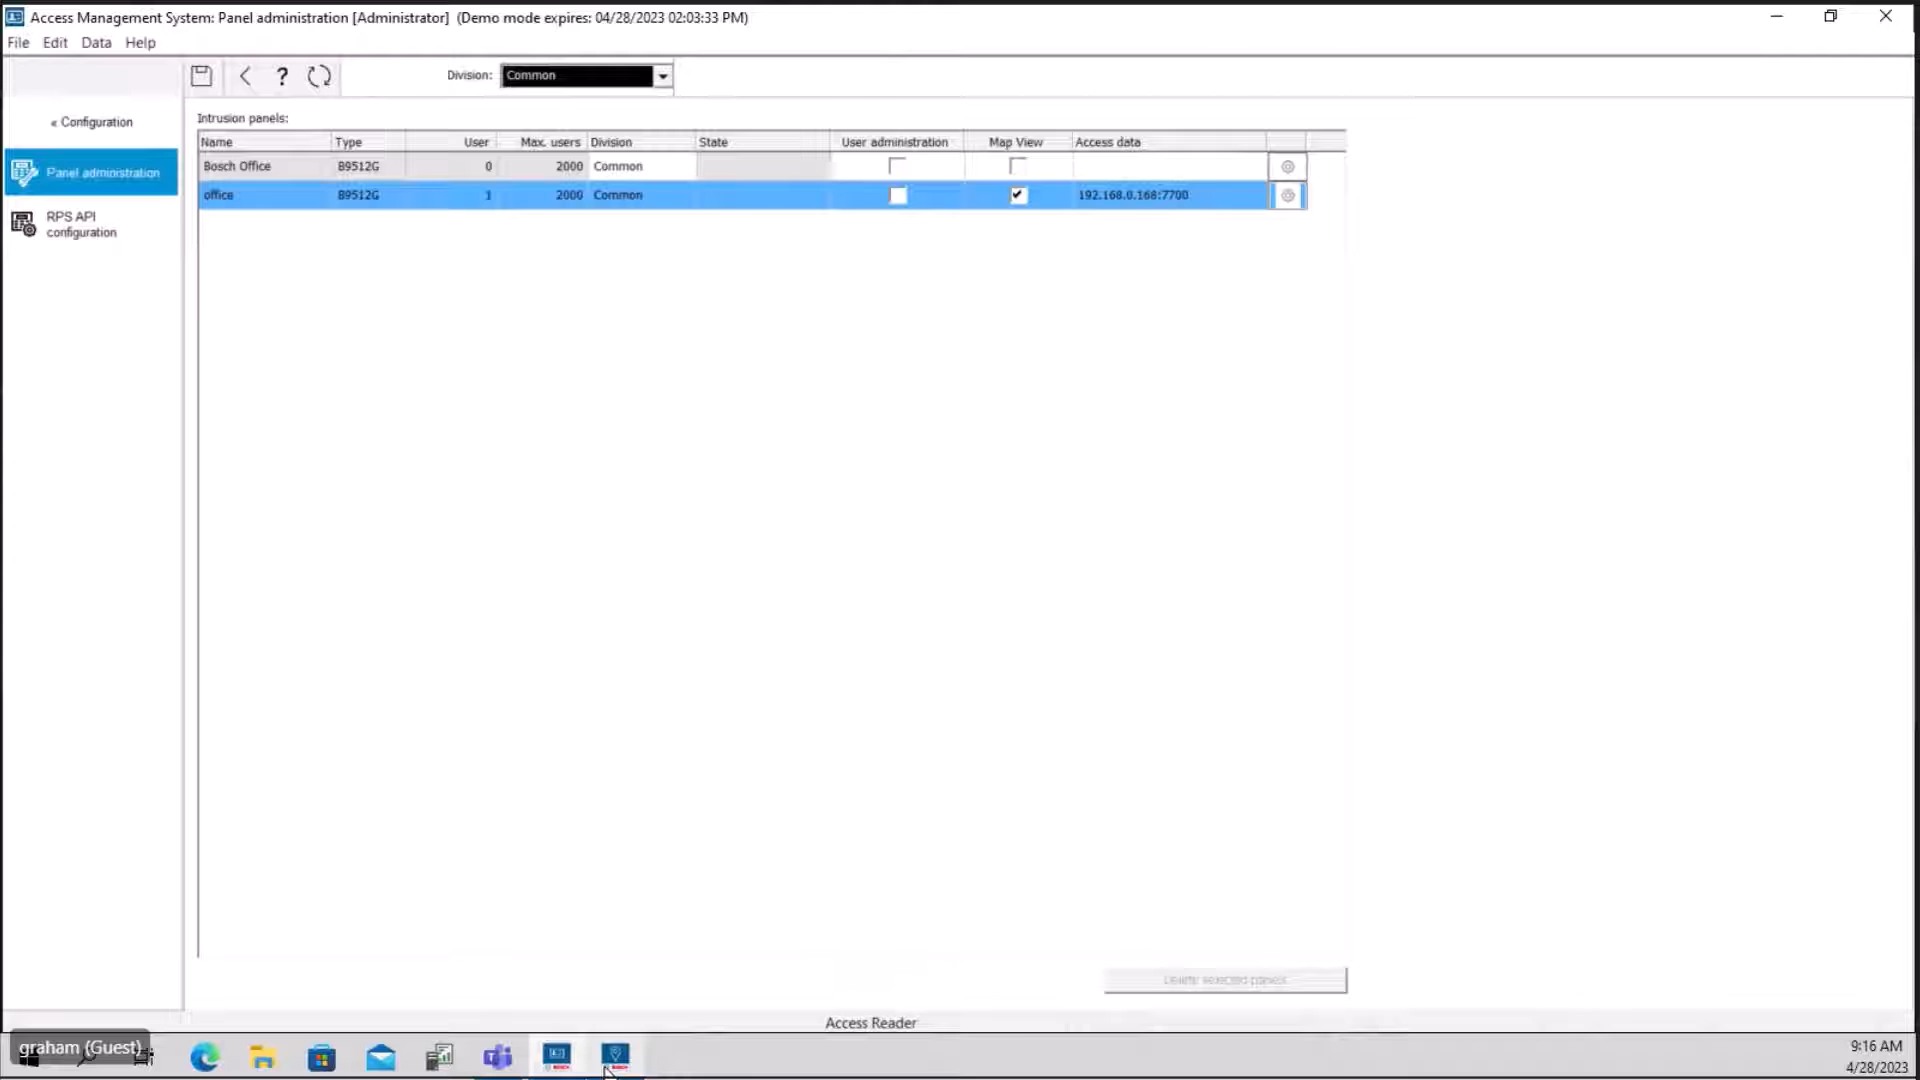 Access Management System: Panel administration [Administrator] (Demo mode expires: 04/28/2023 02:03:33 PM)
File Edit Data Help
Division: Common
« Configuration
Panel administration
RPS API
configuration
Intrusion panels:
Name Type User Max. users Division State User administration Map View Access data
Bosch Office B9512G 0 2000 Common
office B9512G 1 2000 Common 192.168.0.168:7700
Delete selected panels
Access Reader
graham (Guest)
9:16 AM
4/28/2023